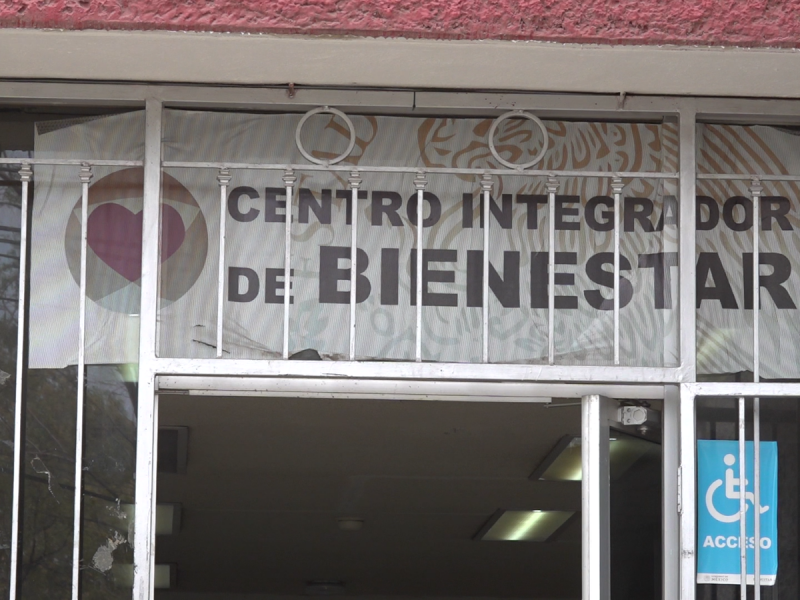 CENTRO INTEGRADOR
DE BIENESTAR
ACCESO